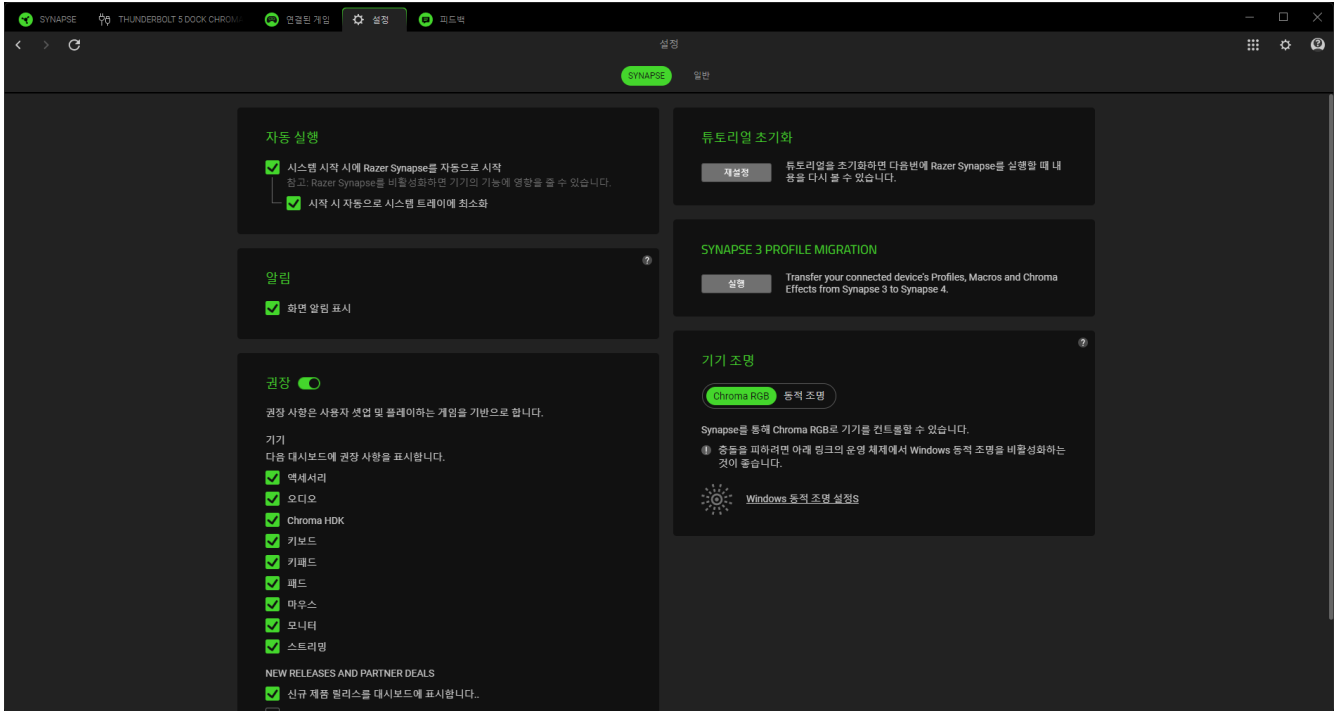 SYNAPSE
THUNDERBOLT 5 DOCK CHROMA
연결된 게임
설정
피드백
설정
SYNAPSE
일반
자동 실행
시스템 시작 시에 Razer Synapse를 자동으로 시작
참고: Razer Synapse를 비활성화하면 기기의 기능에 영향을 줄 수 있습니다.
시작 시 자동으로 시스템 트레이에 최소화
알림
화면 알림 표시
권장
권장 사항은 사용자 셋업 및 플레이하는 게임을 기반으로 합니다.
기기
다음 대시보드에 권장 사항을 표시합니다.
액세서리
오디오
Chroma HDK
키보드
키패드
패드
마우스
모니터
스트리밍
NEW RELEASES AND PARTNER DEALS
신규 제품 릴리스를 대시보드에 표시합니다..
튜토리얼 초기화
재설정
튜토리얼을 초기화하면 다음번에 Razer Synapse를 실행할 때 내
용을 다시 볼 수 있습니다.
SYNAPSE 3 PROFILE MIGRATION
실행
Transfer your connected device's Profiles, Macros and Chroma
Effects from Synapse 3 to Synapse 4.
기기 조명
Chroma RGB
동적 조명
Synapse를 통해 Chroma RGB로 기기를 컨트롤할 수 있습니다.
충돌을 피하려면 아래 링크의 운영 체제에서 Windows 동적 조명을 비활성화하는
것이 좋습니다.
Windows 동적 조명 설정S